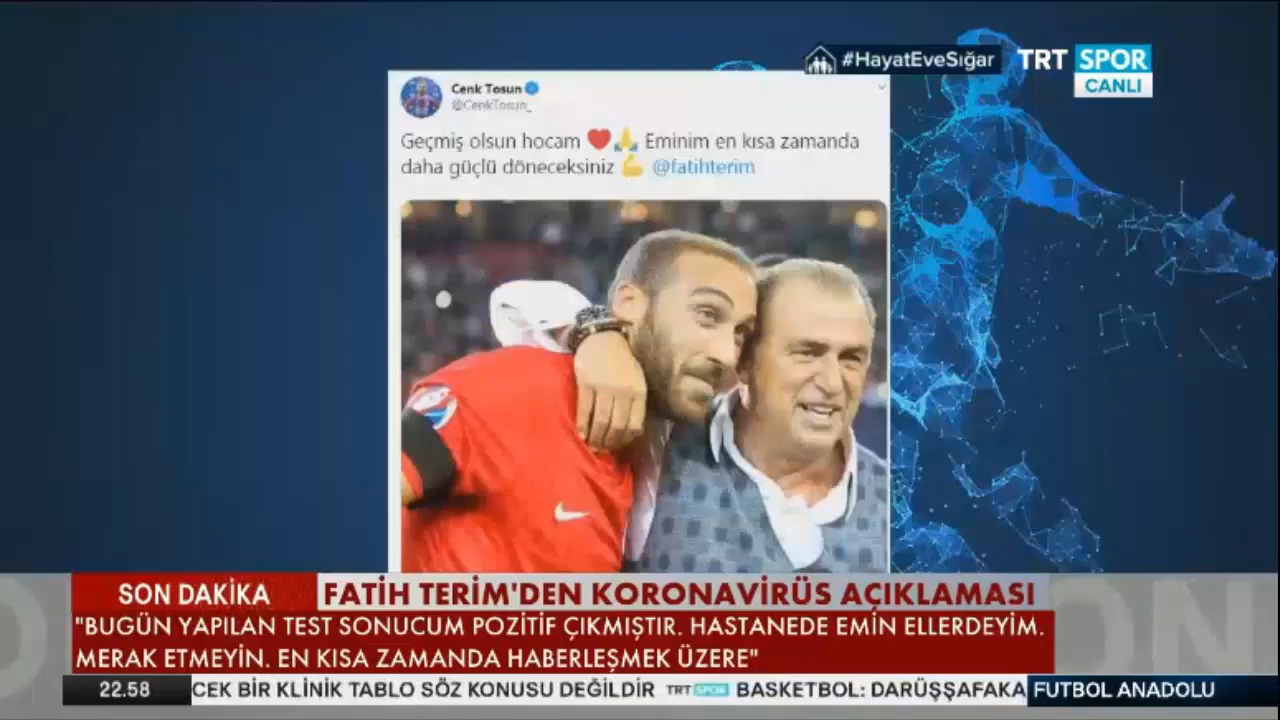 #HayatEveSığar
TRT SPOR
CANLI
Cenk Tosun
@CenkTosun_
Geçmiş olsun hocam ❤️🙏 Eminim en kısa zamanda
daha güçlü döneceksiniz 💪 @fatihterim
SON DAKİKA
FATİH TERİM'DEN KORONAVİRÜS AÇIKLAMASI
"BUGÜN YAPILAN TEST SONUCUM POZİTİF ÇIKMIŞTIR. HASTANEDE EMİN ELLERDEYİM.
MERAK ETMEYİN. EN KISA ZAMANDA HABERLEŞMEK ÜZERE"
22.58
CEK BİR KLİNİK TABLO SÖZ KONUSU DEĞİLDİR TRT SPOR BASKETBOL: DARÜŞŞAFAKA
FUTBOL ANADOLU